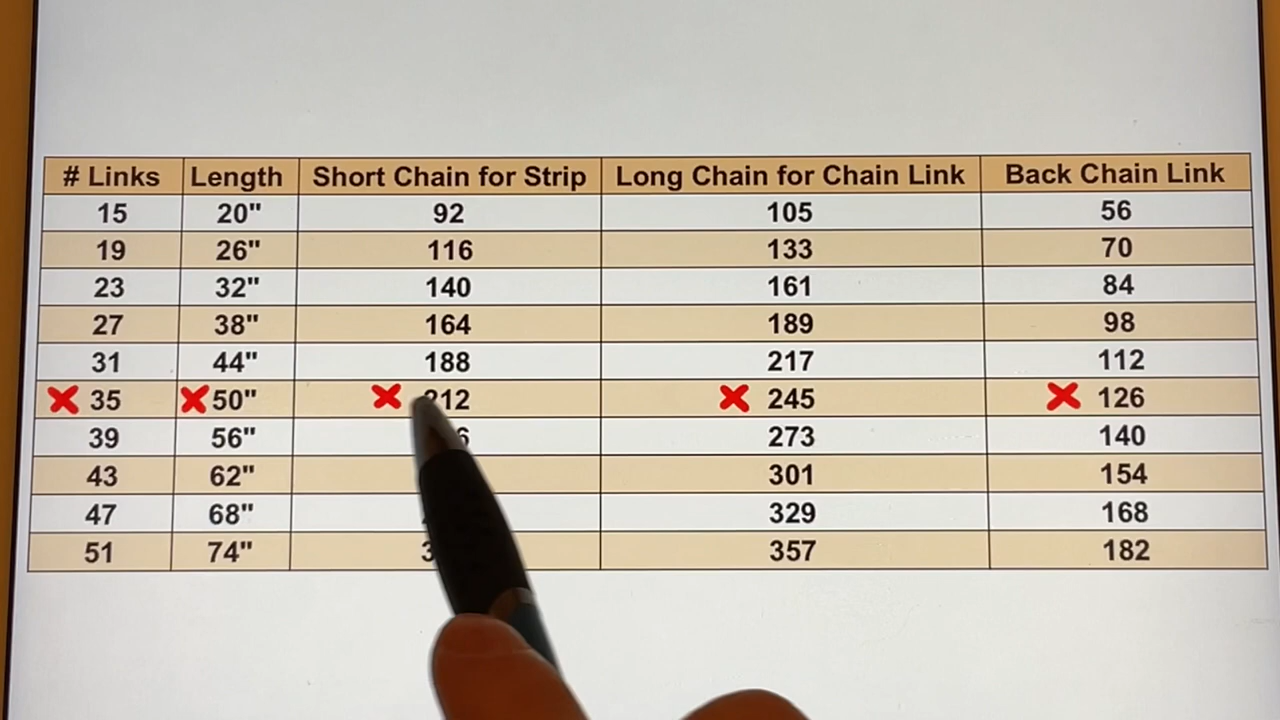 # Links Length Short Chain for Strip Long Chain for Chain Link Back Chain Link
15 20" 92 105 56
19 26" 116 133 70
23 32" 140 161 84
27 38" 164 189 98
31 44" 188 217 112
35 50" 212 245 126
39 56" 273 140
43 62" 301 154
47 68" 329 168
51 74" 357 182